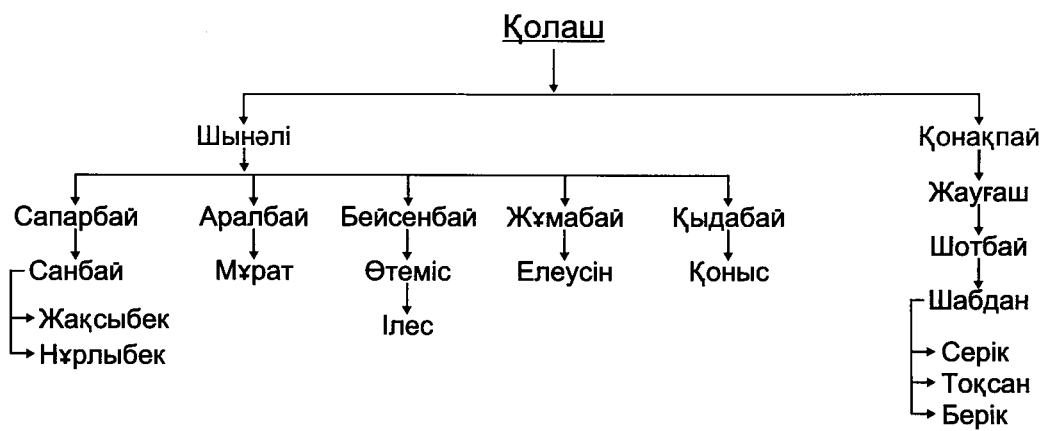 Қолаш
Шынәлі Қонақпай
Жауғаш
Сапарбай Аралбай Бейсенбай Жұмабай Қыдабай
Шотбай
Санбай Мұрат Өтеміс Елеусін Қоныс
Шабдан
Жақсыбек Ілес
Нұрлыбек Серік
Тоқсан
Берік